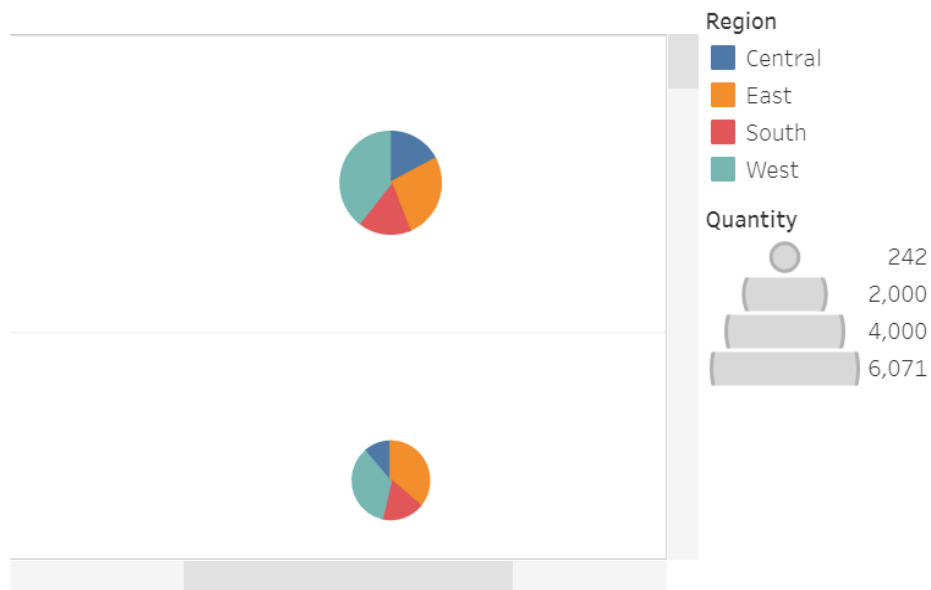 Region
Central
East
South
West
Quantity
242
2,000
4,000
6,071